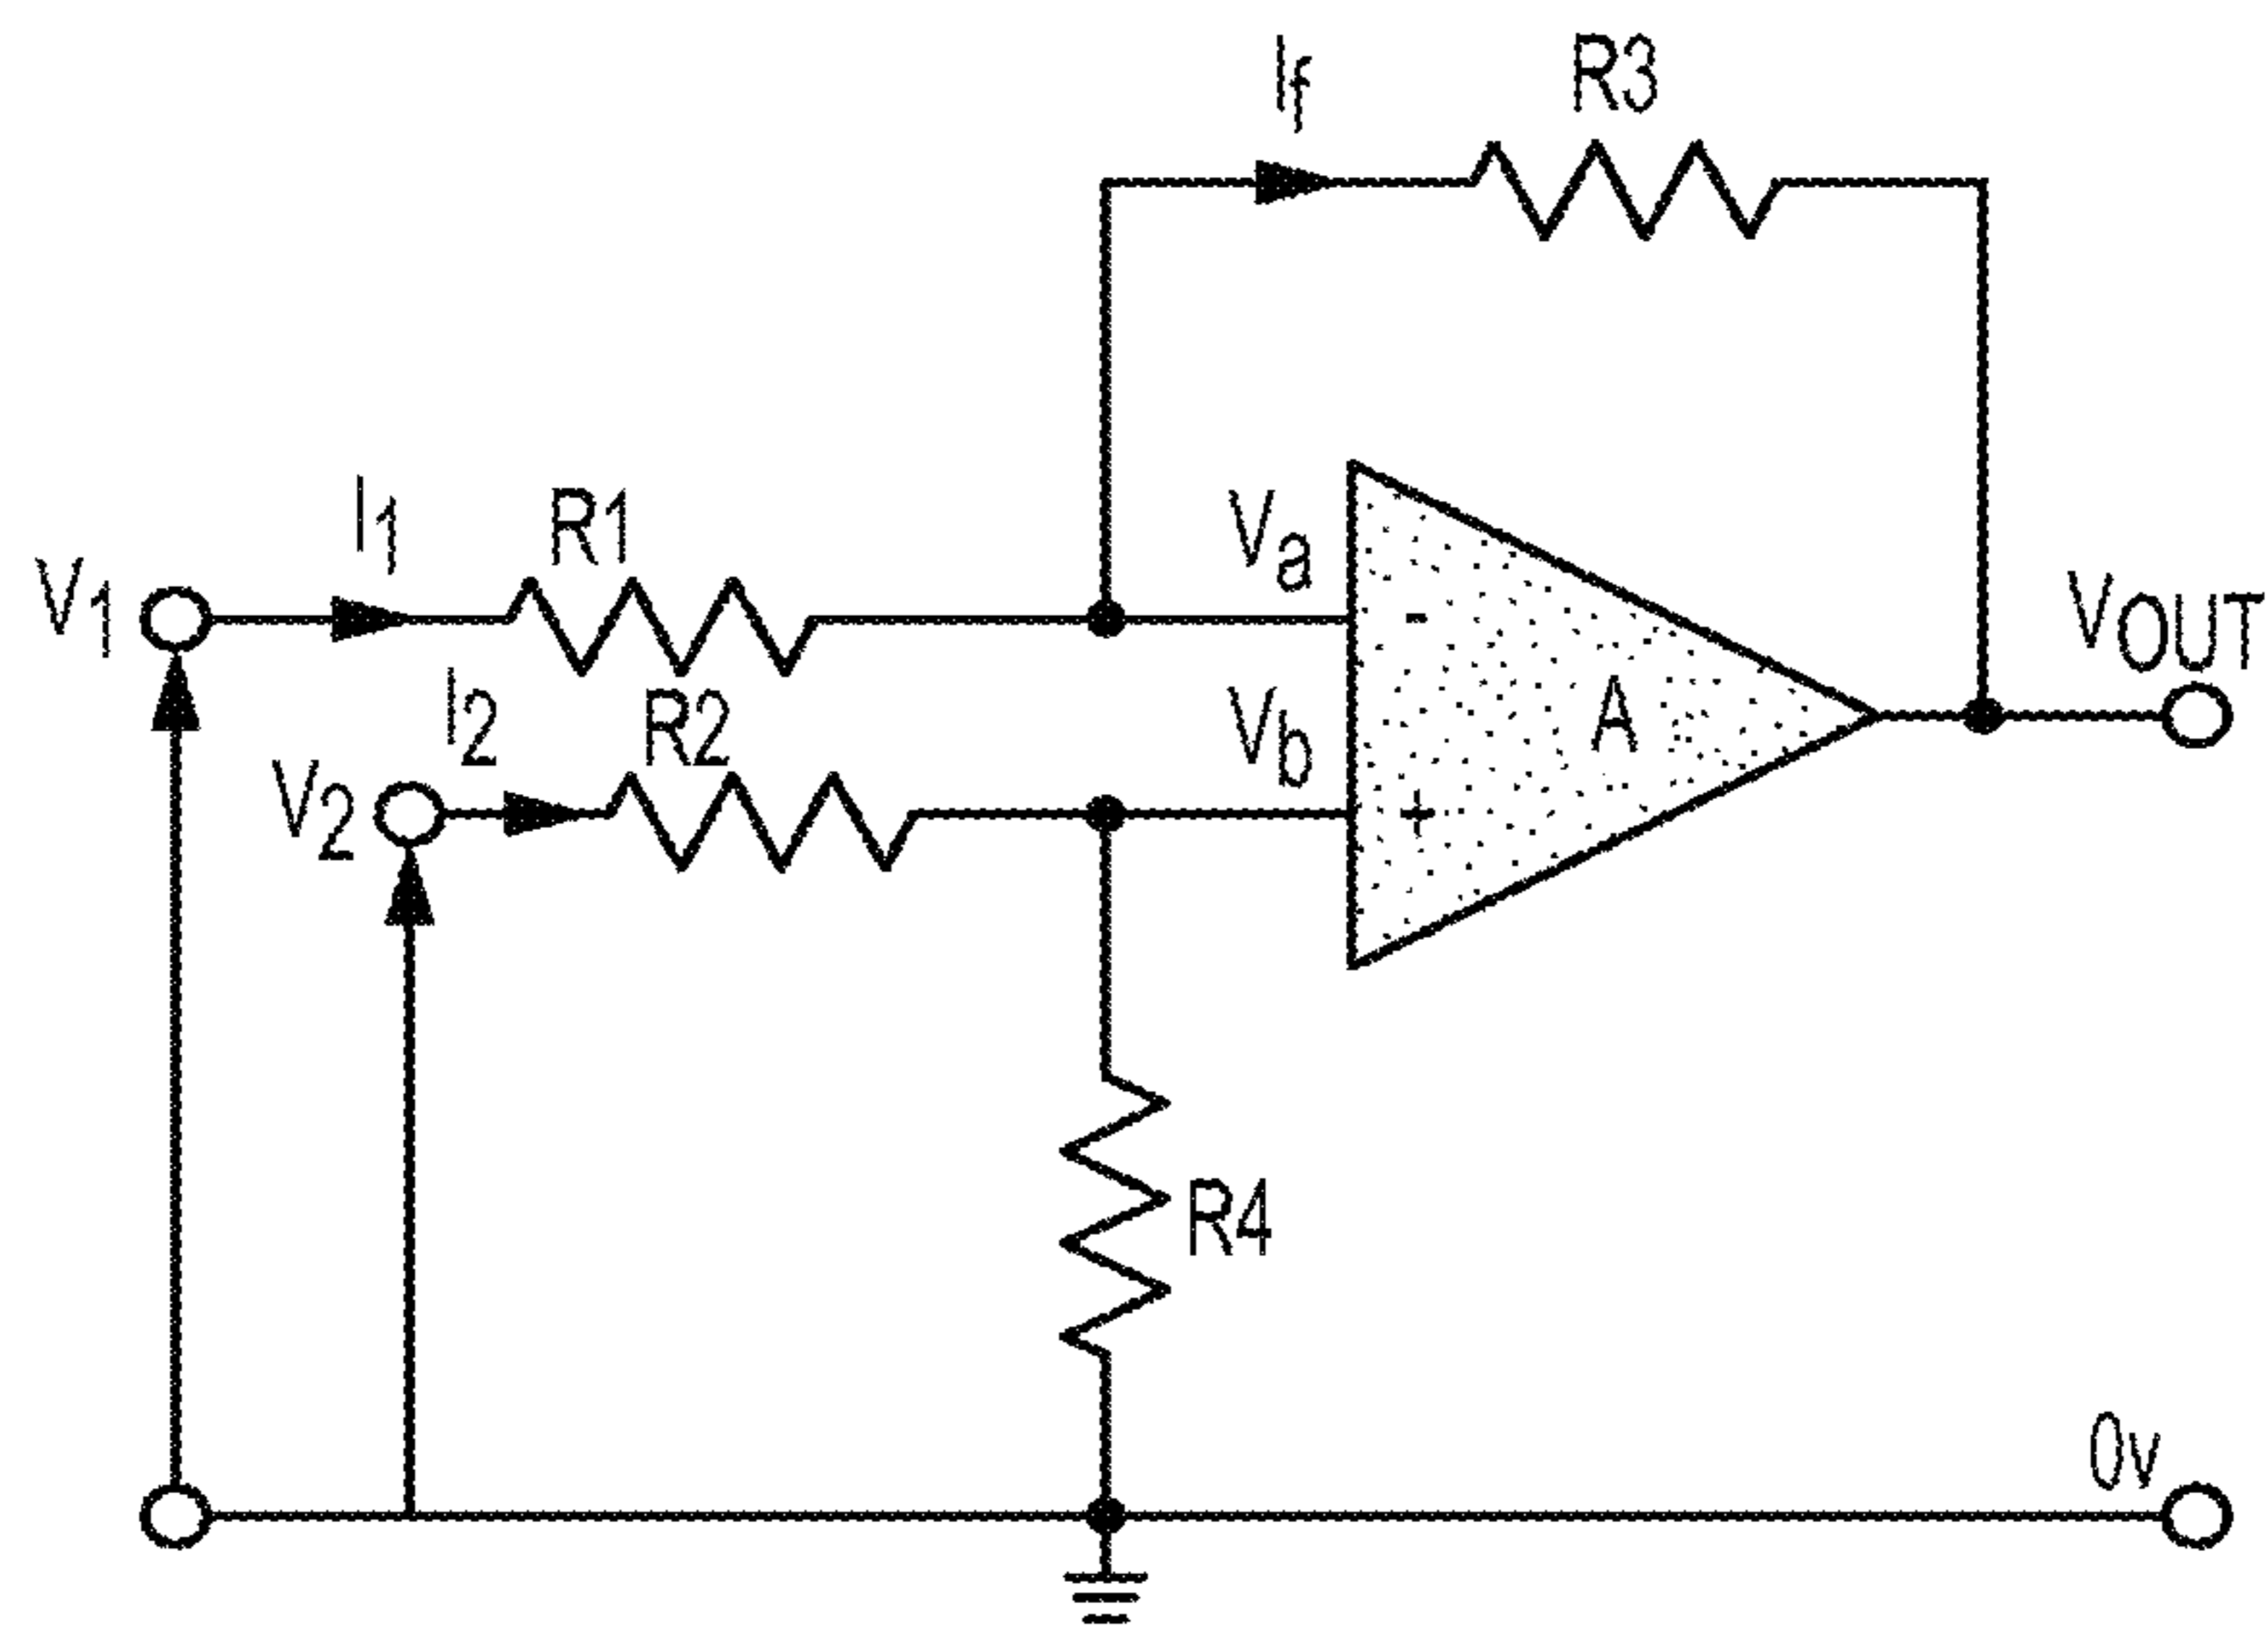 If
R3
I1
R1
Va
V1
-
VOUT
I2
R2
Vb
A
V2
+
R4
0v